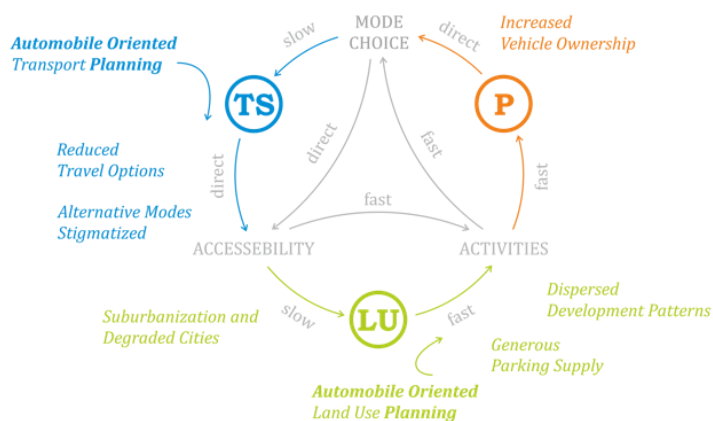 MODE
CHOICE
Increased
Vehicle Ownership
Automobile Oriented
Transport Planning
slow
direct
TS
P
Reduced
Travel Options
direct
direct
fast
fast
Alternative Modes
Stigmatized
fast
ACCESSEBILITY
ACTIVITIES
Suburbanization and
Degraded Cities
slow
LU
fast
Dispersed
Development Patterns
Generous
Parking Supply
Automobile Oriented
Land Use Planning